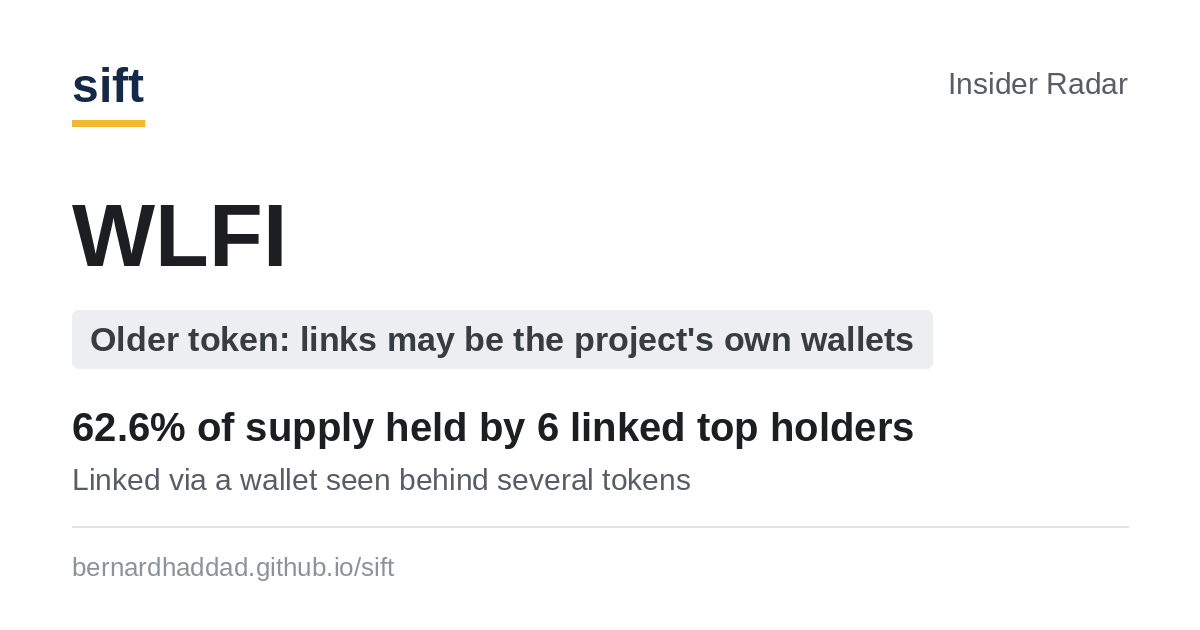 sift
Insider Radar
WLFI
Older token: links may be the project's own wallets
62.6% of supply held by 6 linked top holders
Linked via a wallet seen behind several tokens
bernardhaddad.github.io/sift